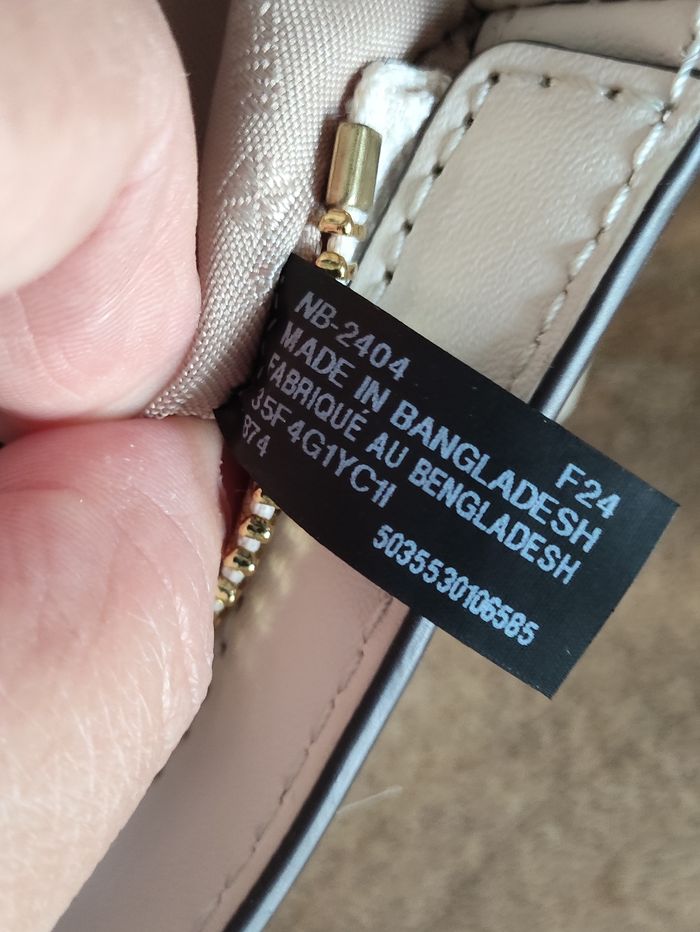 NB-2404
F24
MADE IN BANGLADESH
FABRIQUÉ AU BENGLADESH
35F4G1YC1I
874
5035530106585